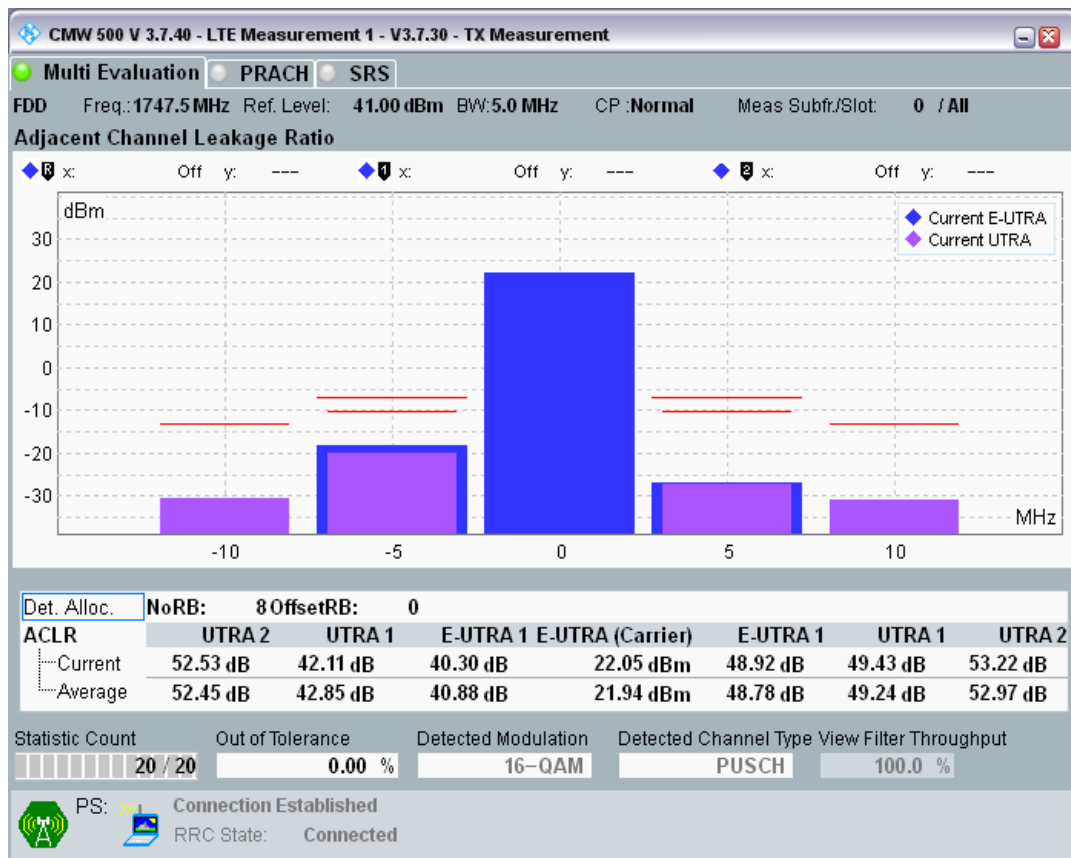 CMW 500 V 3.7.40 - LTE Measurement 1 - V3.7.30 - TX Measurement
Multi Evaluation PRACH SRS
FDD Freq.:1747.5 MHz Ref. Level: 41.00 dBm BW:5.0 MHz CP :Normal Meas Subfr./Slot: 0 / All
Adjacent Channel Leakage Ratio
R x: Off y: --- 1 x: Off y: --- 2 x: Off y: ---
dBm
Current E-UTRA
Current UTRA
30
20
10
0
-10
-20
-30
MHz
-10 -5 0 5 10
Det. Alloc. NoRB: 8 OffsetRB: 0
ACLR UTRA 2 UTRA 1 E-UTRA 1 E-UTRA (Carrier) E-UTRA 1 UTRA 1 UTRA 2
Current 52.53 dB 42.11 dB 40.30 dB 22.05 dBm 48.92 dB 49.43 dB 53.22 dB
Average 52.45 dB 42.85 dB 40.88 dB 21.94 dBm 48.78 dB 49.24 dB 52.97 dB
Statistic Count Out of Tolerance Detected Modulation Detected Channel Type View Filter Throughput
20 / 20 0.00 % 16-QAM PUSCH 100.0 %
PS: Connection Established
RRC State: Connected